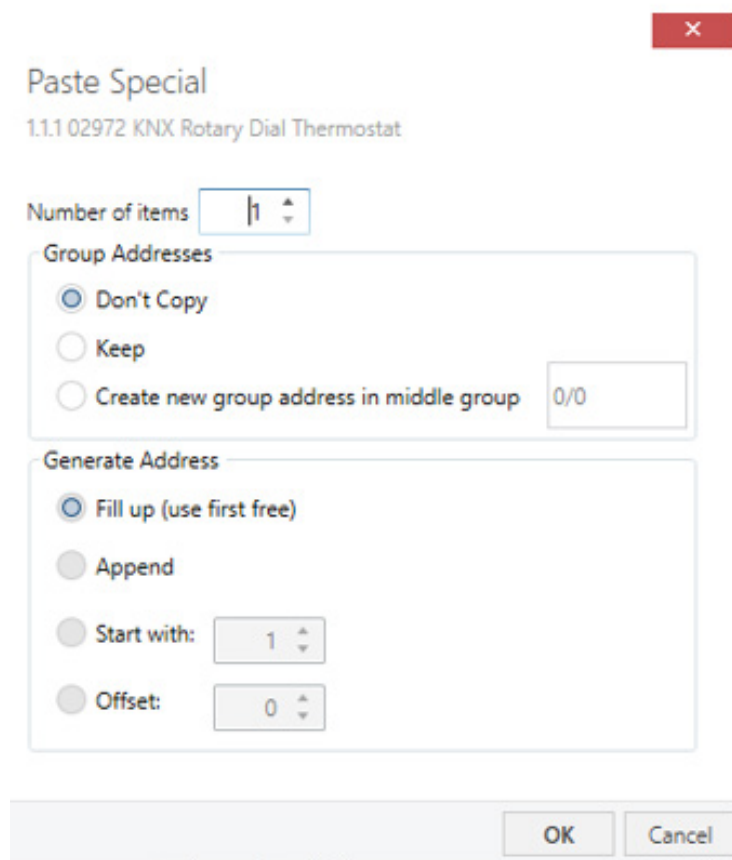 Paste Special
1.1.1 02972 KNX Rotary Dial Thermostat
Number of items 1
Group Addresses
Don't Copy
Keep
Create new group address in middle group 0/0
Generate Address
Fill up (use first free)
Append
Start with: 1
Offset: 0
OK Cancel